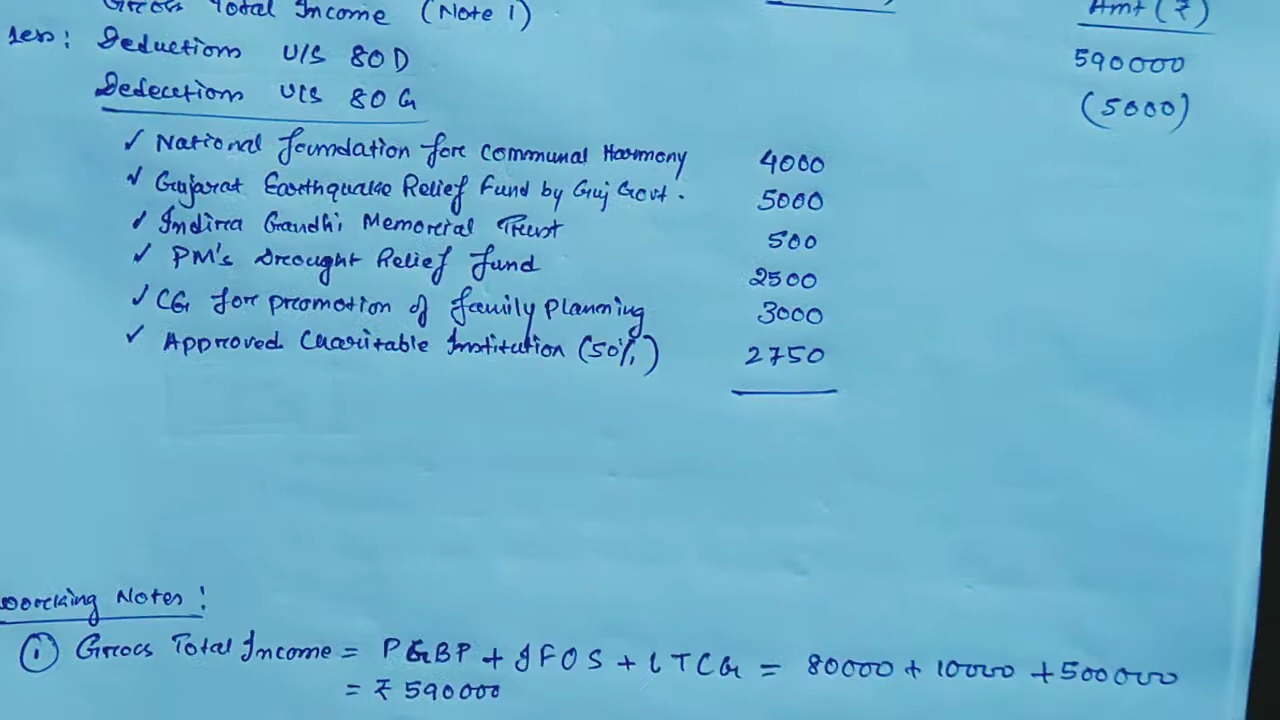 Gross Total Income (Note 1)
Amt (₹)
590000
Less: Deductions U/S 80D
(5000)
Deductions U/S 80G
✓ National foundation for communal Harmony 4000
✓ Gujarat Earthquake Relief Fund by Guj Govt. 5000
✓ Indira Gandhi Memorial Trust 500
✓ PM's Drought Relief fund 2500
✓ CG for promotion of family planning 3000
✓ Approved Charitable Institution (50%) 2750
Working Notes:
① Gross Total Income = PGBP + IFOS + LTCG = 80000 + 10000 + 500000
= ₹ 590000